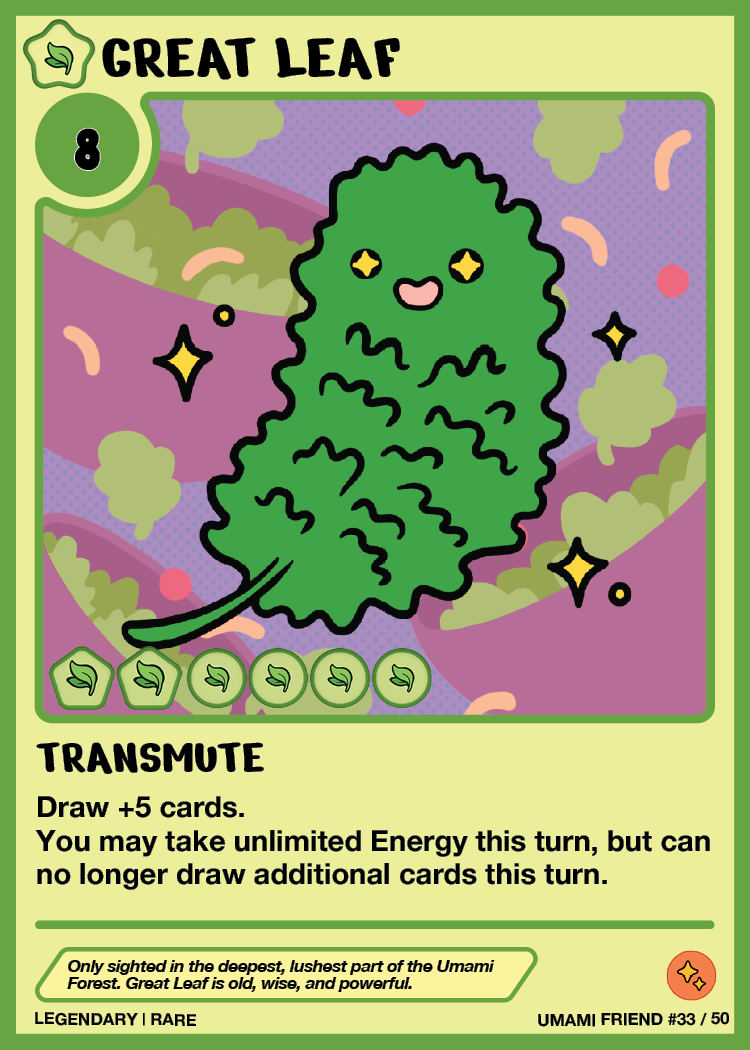 GREAT LEAF
8
TRANSMUTE
Draw +5 cards.
You may take unlimited Energy this turn, but can
no longer draw additional cards this turn.
Only sighted in the deepest, lushest part of the Umami
Forest. Great Leaf is old, wise, and powerful.
LEGENDARY | RARE
UMAMI FRIEND #33 / 50